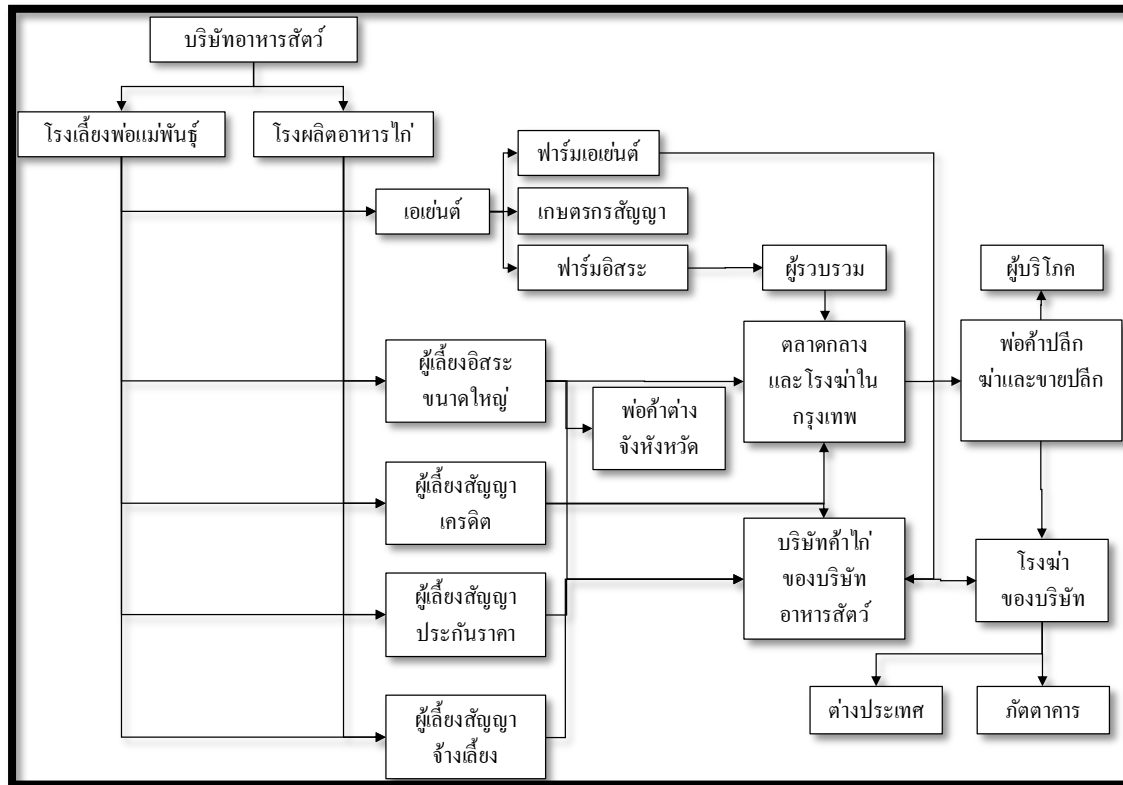 บริษัทอาหารสัตว์
โรงเลี้ยงพ่อแม่พันธุ์
โรงผลิตอาหารไก่
ฟาร์มเอเย่นต์
เอเย่นต์
เกษตรกรสัญญา
ฟาร์มอิสระ
ผู้รวบรวม
ผู้บริโภค
ผู้เลี้ยงอิสระ
ขนาดใหญ่
พ่อค้าต่าง
จังหังหวัด
ตลาดกลาง
และโรงฆ่าใน
กรุงเทพ
พ่อค้าปลีก
ฆ่าและขายปลีก
ผู้เลี้ยงสัญญา
เครดิต
บริษัทค้าไก่
ของบริษัท
อาหารสัตว์
โรงฆ่า
ของบริษัท
ผู้เลี้ยงสัญญา
ประกันราคา
ผู้เลี้ยงสัญญา
จ้างเลี้ยง
ต่างประเทศ
ภัตตาคาร